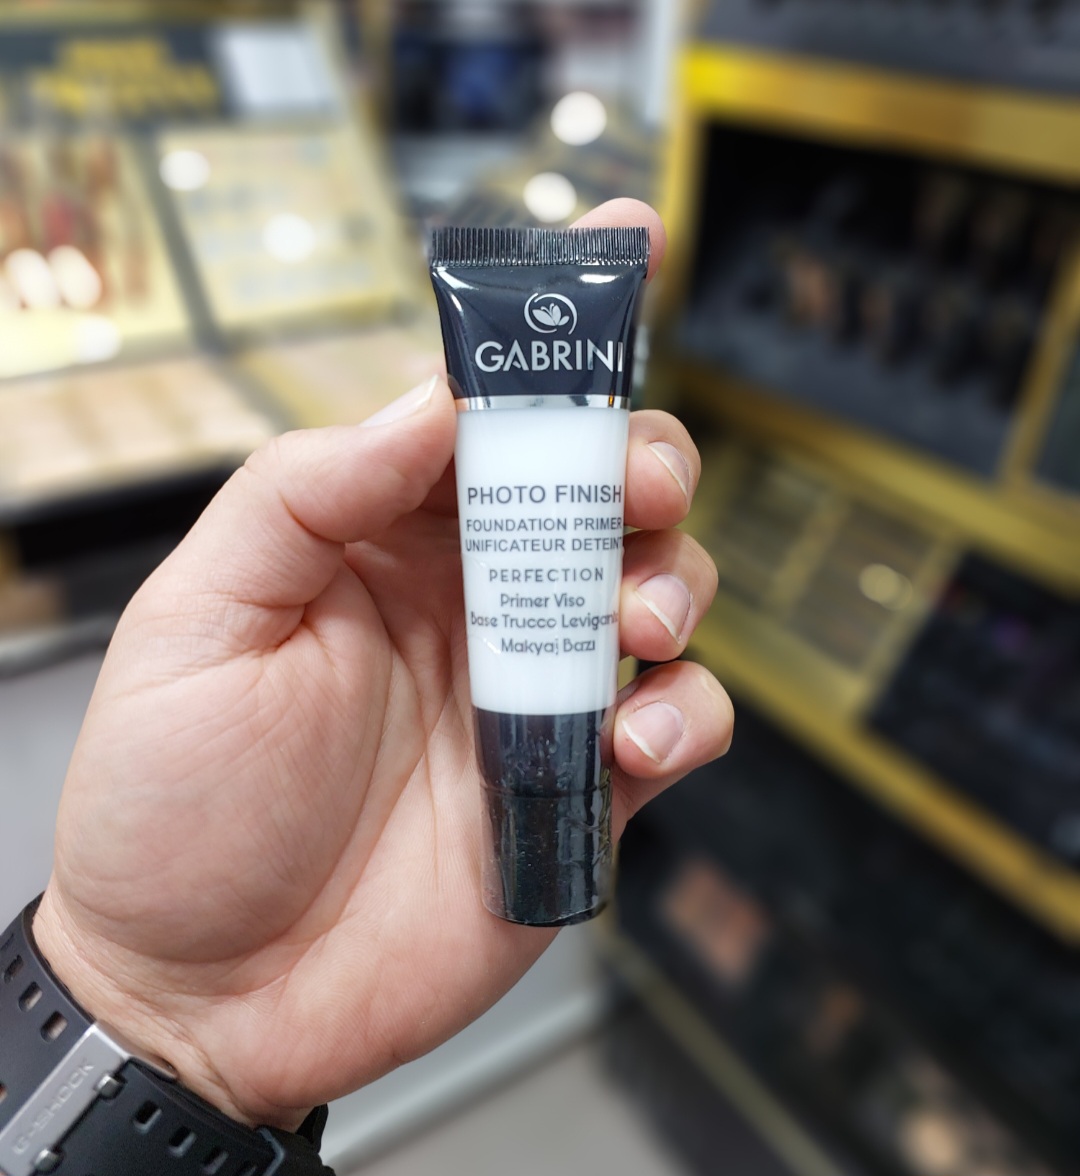 GABRINI
PHOTO FINISH
FOUNDATION PRIMER
UNIFICATEUR DETEINT
PERFECTION
Primer Viso
Base Trucco Levigante
Makyaj Bazı
G-SHOCK